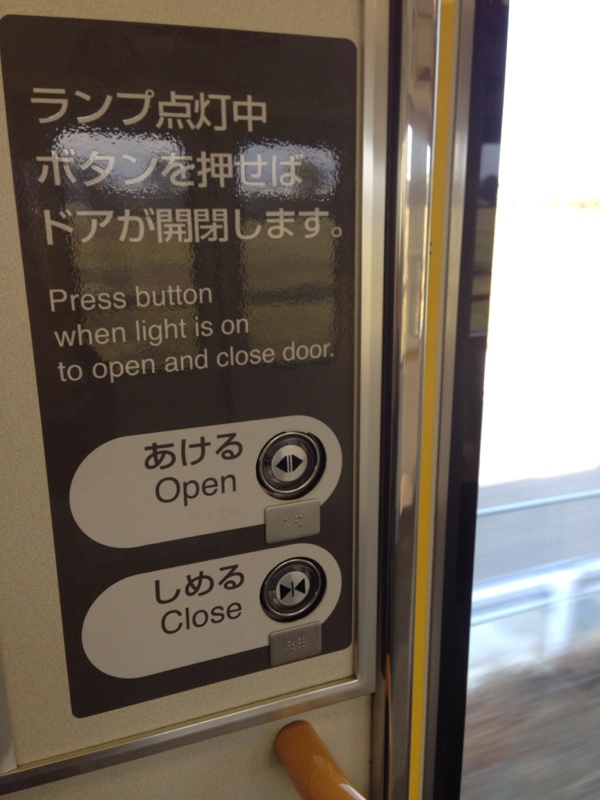 ランプ点灯中
ボタンを押せば
ドアが開閉します。
Press button
when light is on
to open and close door.
あける
Open
しめる
Close